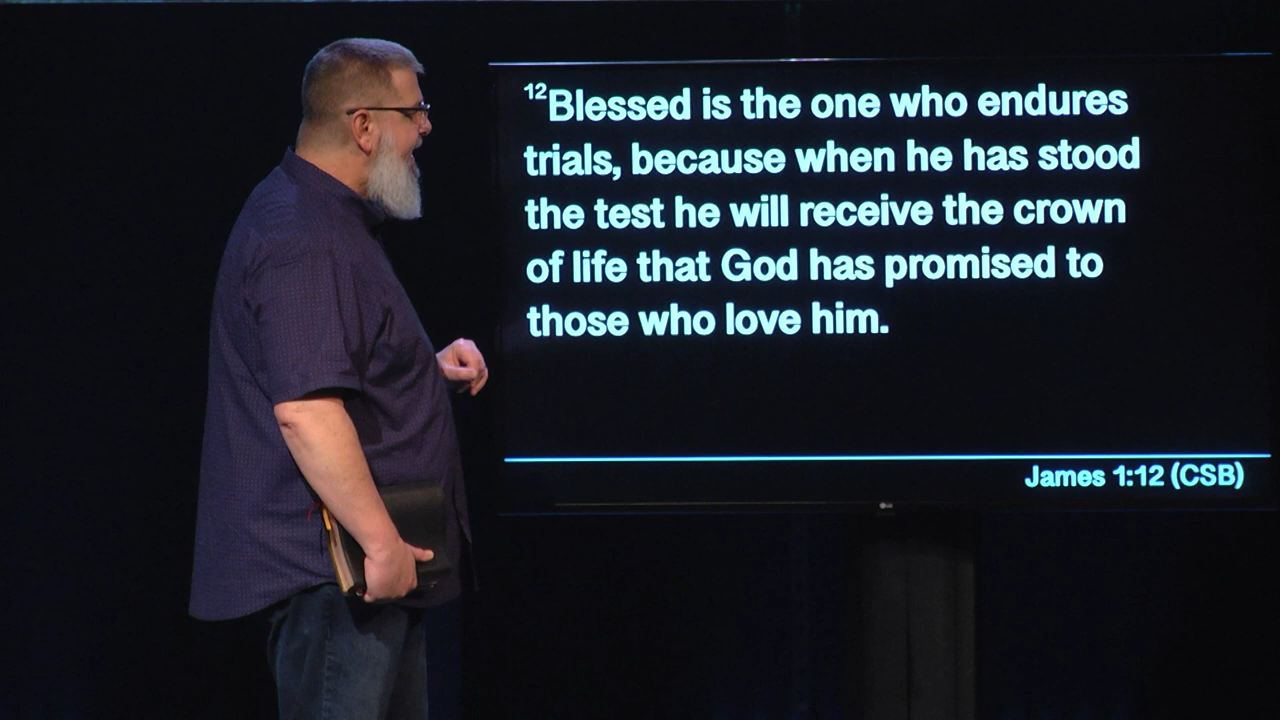 ¹²Blessed is the one who endures
trials, because when he has stood
the test he will receive the crown
of life that God has promised to
those who love him.
James 1:12 (CSB)
LG